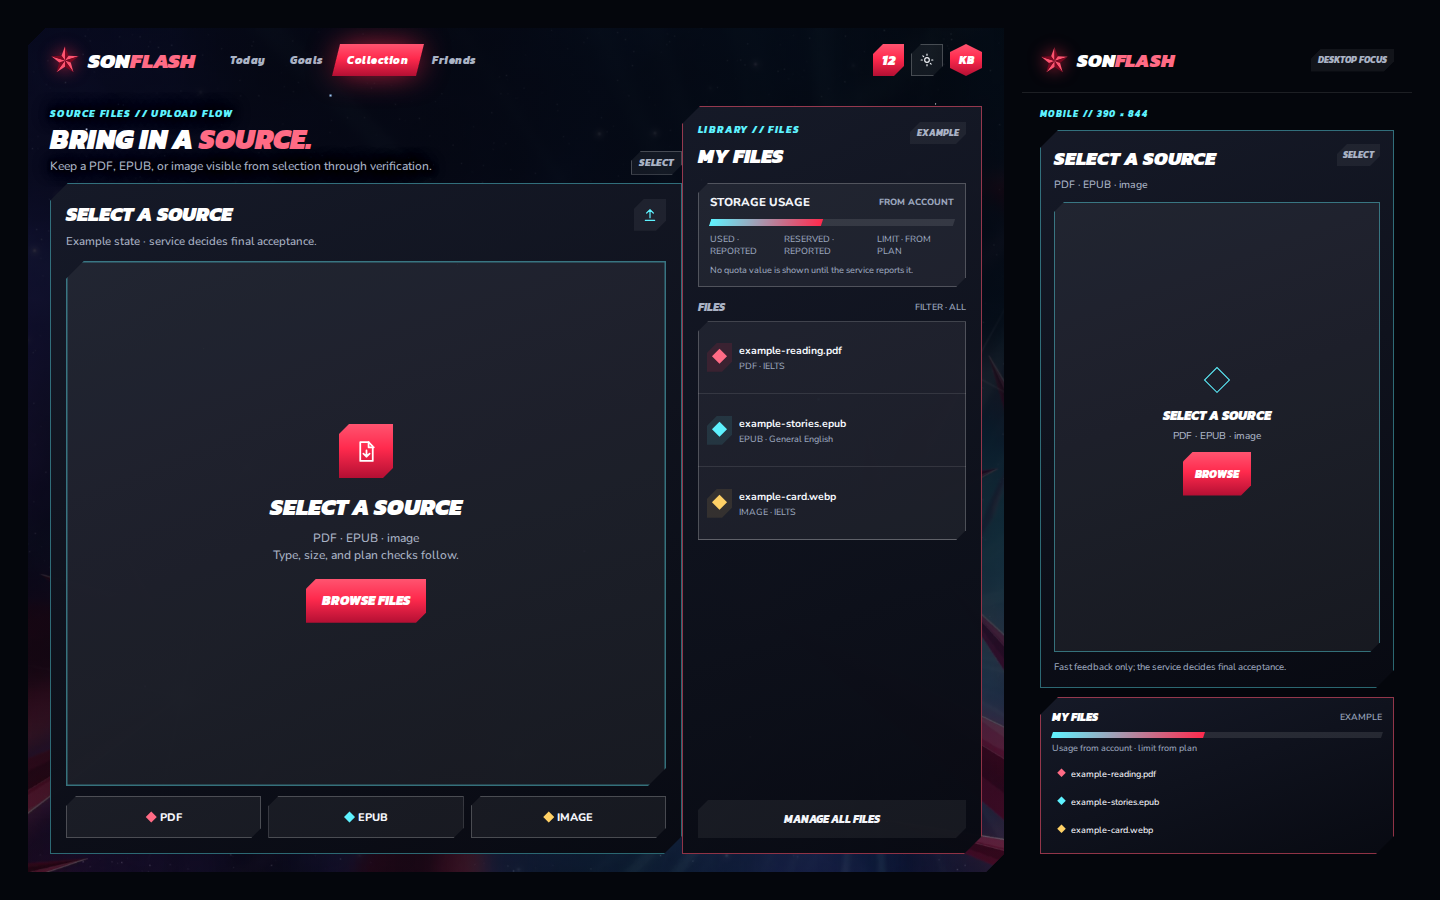 SONFLASH
Today Goals Collection Friends
12
KB
SOURCE FILES // UPLOAD FLOW
BRING IN A SOURCE.
Keep a PDF, EPUB, or image visible from selection through verification.
SELECT
SELECT A SOURCE
Example state · service decides final acceptance.
SELECT A SOURCE
PDF · EPUB · image
Type, size, and plan checks follow.
BROWSE FILES
PDF
EPUB
IMAGE
LIBRARY // FILES
EXAMPLE
MY FILES
STORAGE USAGE
FROM ACCOUNT
USED · REPORTED
RESERVED · REPORTED
LIMIT · FROM PLAN
No quota value is shown until the service reports it.
FILES
FILTER · ALL
example-reading.pdf
PDF · IELTS
example-stories.epub
EPUB · General English
example-card.webp
IMAGE · IELTS
MANAGE ALL FILES
SONFLASH
DESKTOP FOCUS
MOBILE // 390 × 844
SELECT A SOURCE
SELECT
PDF · EPUB · image
SELECT A SOURCE
PDF · EPUB · image
BROWSE
Fast feedback only; the service decides final acceptance.
MY FILES
EXAMPLE
Usage from account · limit from plan
example-reading.pdf
example-stories.epub
example-card.webp